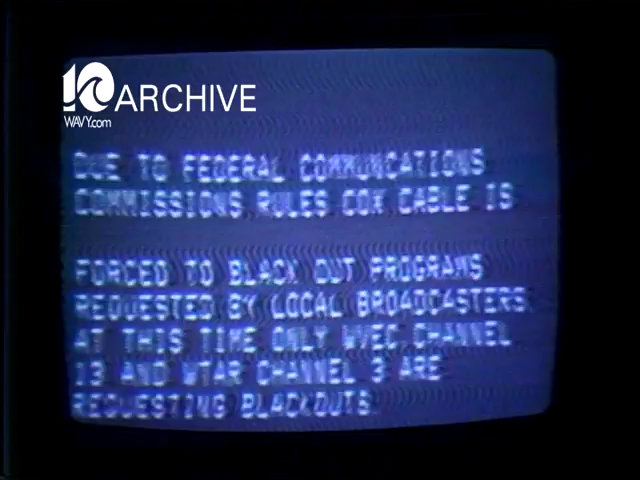 10 ARCHIVE
WAVY.com
DUE TO FEDERAL COMMUNCATIONS
COMMISSIONS RULES COX CABLE IS
FORCED TO BLACK OUT PROGRAMS
REQUESTED BY LOCAL BROADCASTERS.
AT THIS TIME ONLY WVEC CHANNEL
13 AND WTAR CHANNEL 3 ARE
REQUESTING BLACKOUTS